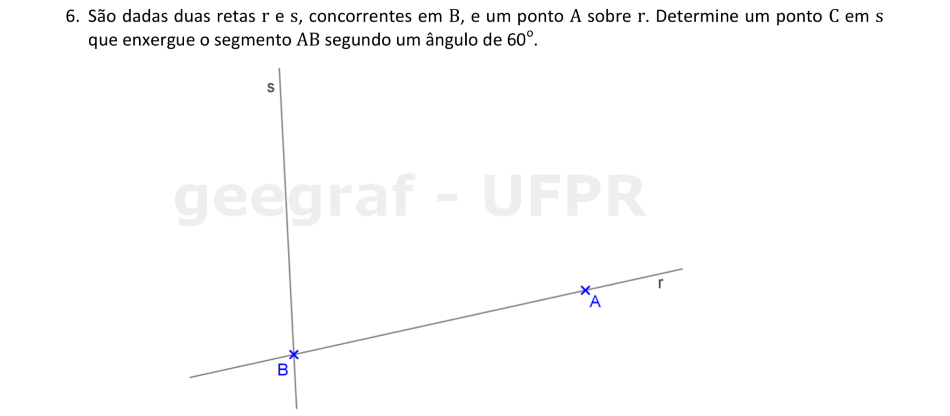 6. São dadas duas retas r e s, concorrentes em B, e um ponto A sobre r. Determine um ponto C em s
que enxergue o segmento AB segundo um ângulo de 60º.
s
geegraf - UFPR
r
A
B